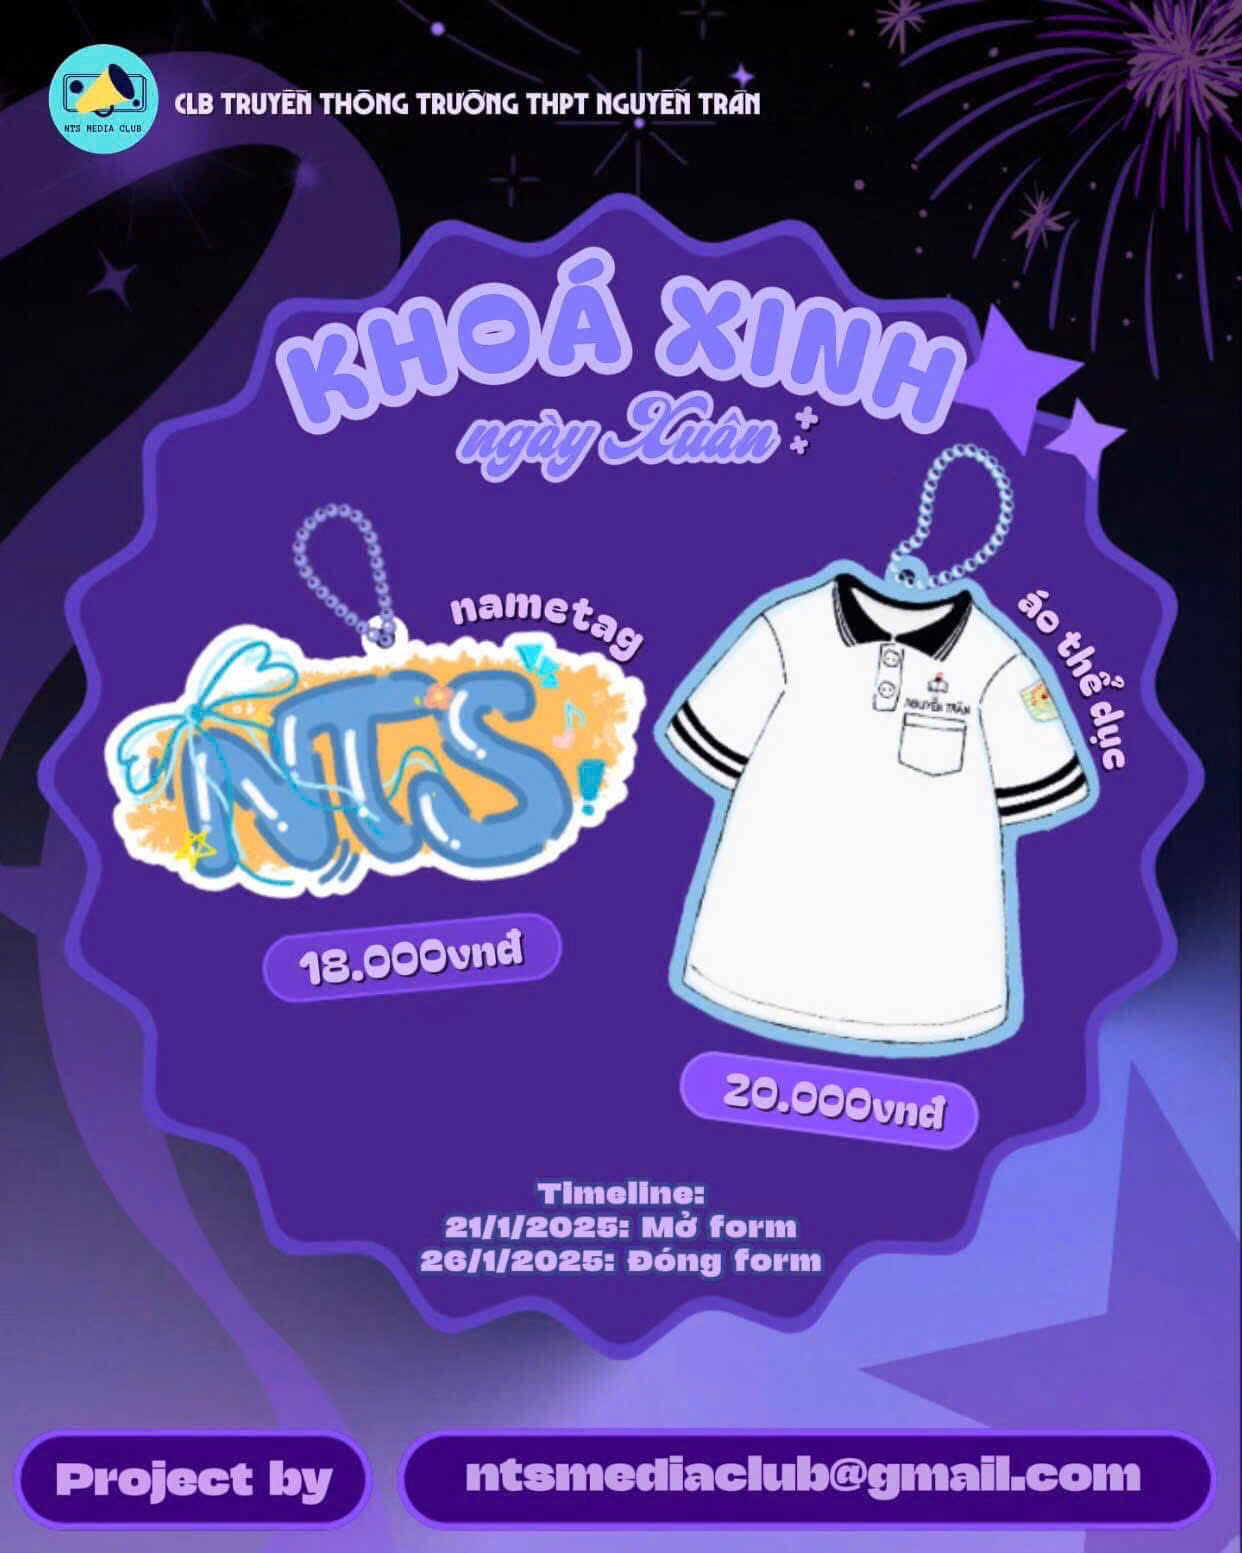 NTS MEDIA CLUB
CLB TRUYỀN THÔNG TRƯỜNG THPT NGUYỄN TRÂN
KHOÁ XINH
ngày Xuân
nametag
áo thể dục
NTS
NGUYỄN TRÂN
18.000vnđ
20.000vnđ
Timeline:
21/1/2025: Mở form
26/1/2025: Đóng form
Project by
ntsmediaclub@gmail.com